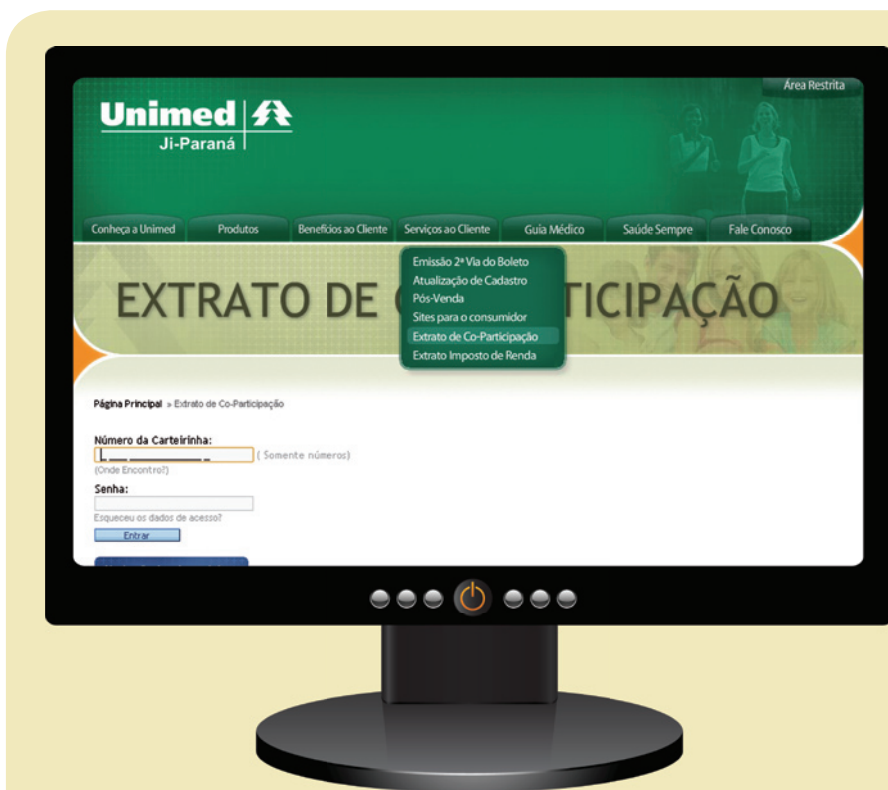 Área Restrita
Unimed
Ji-Paraná
Conheça a Unimed Produtos Benefícios ao Cliente Serviços ao Cliente Guia Médico Saúde Sempre Fale Conosco
Emissão 2ª Via do Boleto
Atualização de Cadastro
Pós-Venda
Sites para o consumidor
Extrato de Co-Participação
Extrato Imposto de Renda
EXTRATO DE TICIPAÇÃO
Página Principal » Extrato de Co-Participação
Número da Carteirinha:
( Somente números)
(Onde Encontro?)
Senha:
Esqueceu os dados de acesso?
Entrar